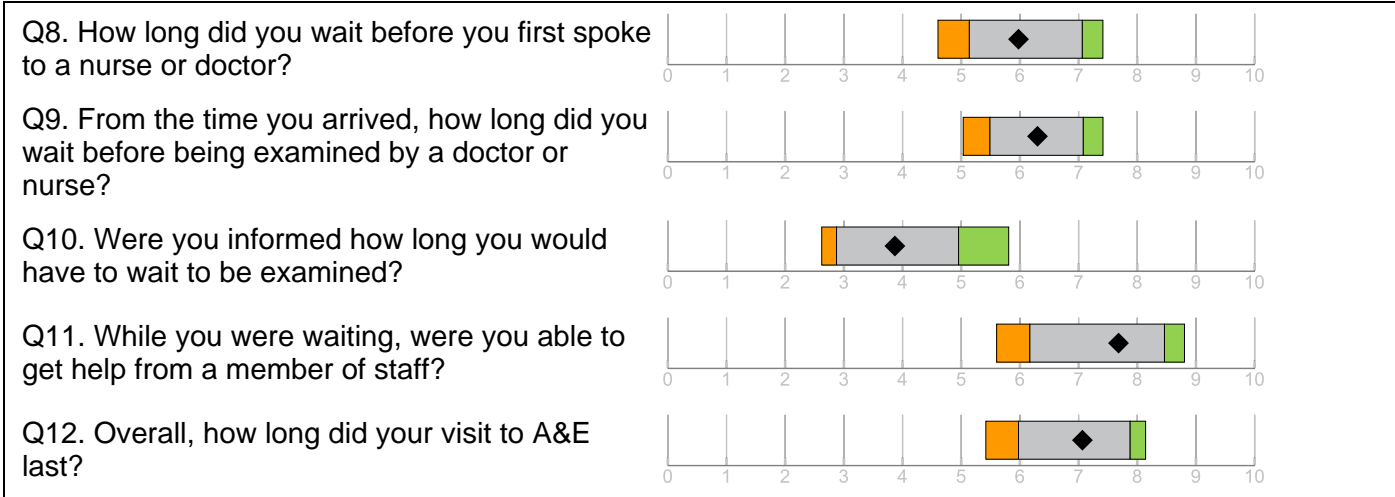 Q8. How long did you wait before you first spoke
to a nurse or doctor?
0 1 2 3 4 5 6 7 8 9 10
Q9. From the time you arrived, how long did you
wait before being examined by a doctor or
nurse?
0 1 2 3 4 5 6 7 8 9 10
Q10. Were you informed how long you would
have to wait to be examined?
0 1 2 3 4 5 6 7 8 9 10
Q11. While you were waiting, were you able to
get help from a member of staff?
0 1 2 3 4 5 6 7 8 9 10
Q12. Overall, how long did your visit to A&E
last?
0 1 2 3 4 5 6 7 8 9 10